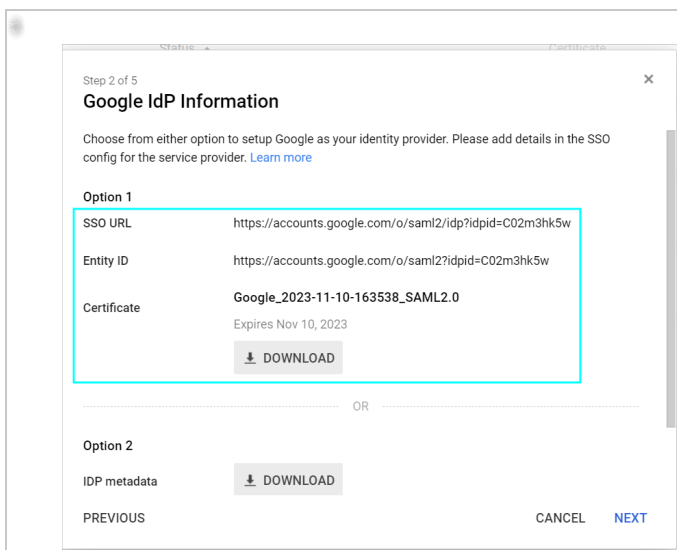 Status
Certificate
Step 2 of 5
Google IdP Information
Choose from either option to setup Google as your identity provider. Please add details in the SSO
config for the service provider. Learn more
Option 1
SSO URL https://accounts.google.com/o/saml2/idp?idpid=C02m3hk5w
Entity ID https://accounts.google.com/o/saml2?idpid=C02m3hk5w
Certificate Google_2023-11-10-163538_SAML2.0
Expires Nov 10, 2023
DOWNLOAD
OR
Option 2
IDP metadata DOWNLOAD
PREVIOUS CANCEL NEXT